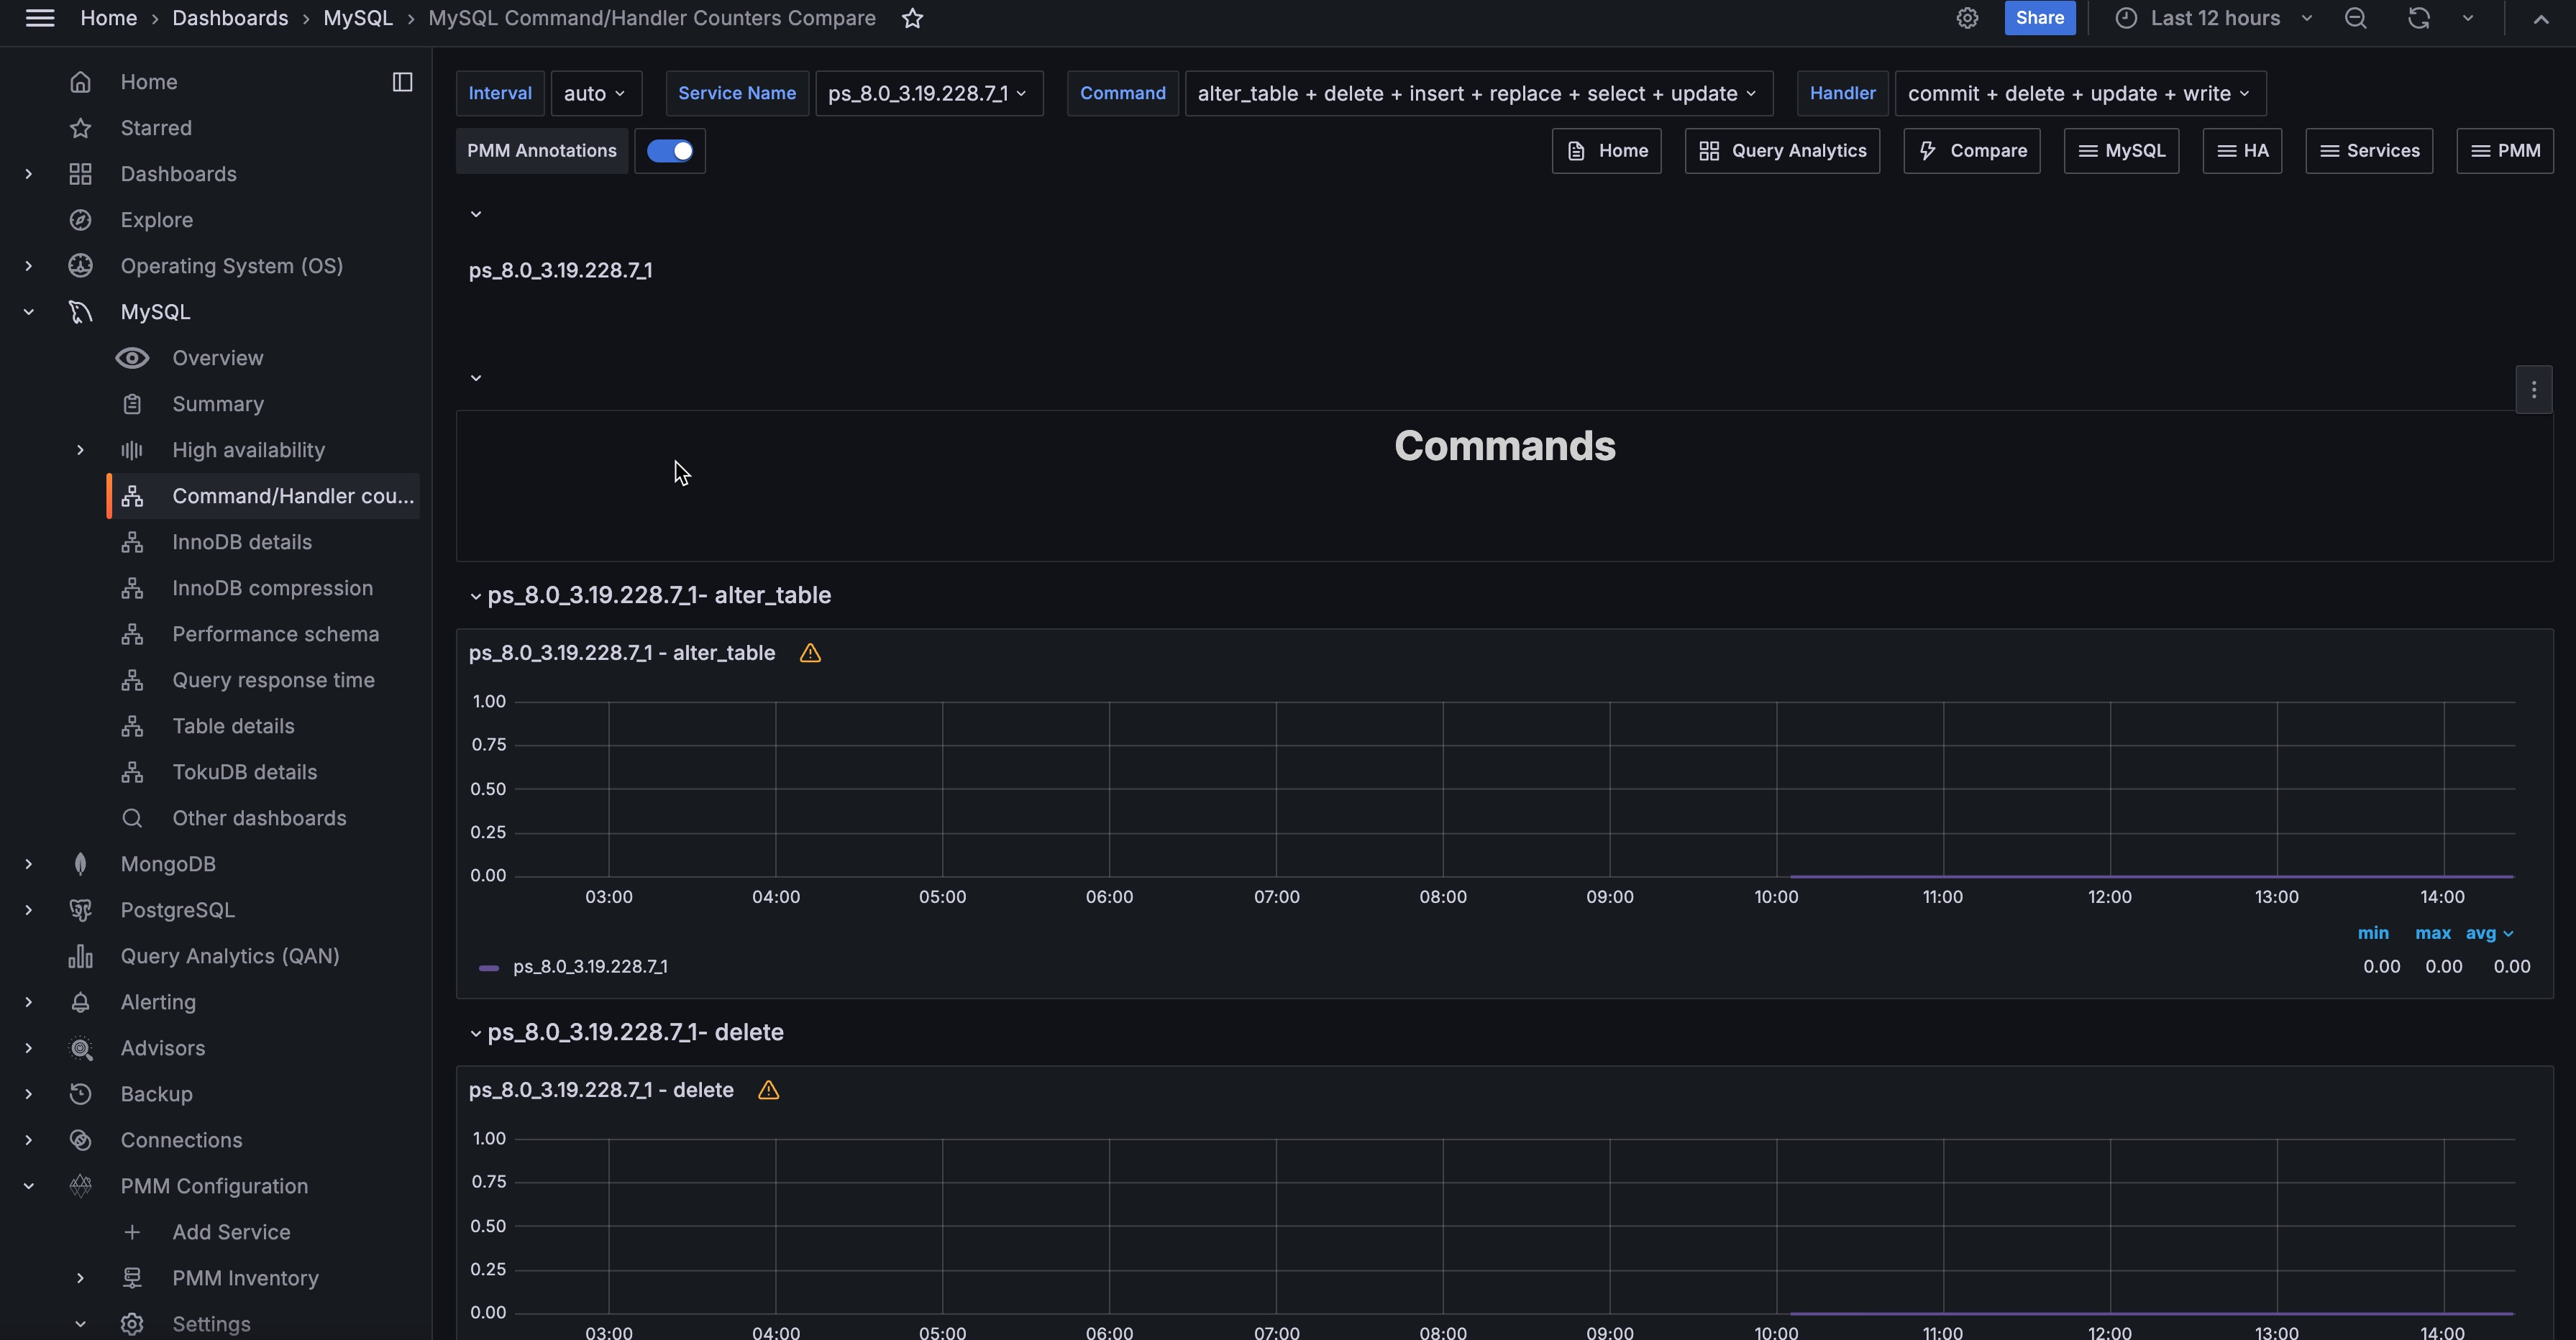 Home › Dashboards › MySQL › MySQL Command/Handler Counters Compare
Share
Last 12 hours
Home
Starred
Dashboards
Explore
Operating System (OS)
MySQL
Overview
Summary
High availability
Command/Handler cou...
InnoDB details
InnoDB compression
Performance schema
Query response time
Table details
TokuDB details
Other dashboards
MongoDB
PostgreSQL
Query Analytics (QAN)
Alerting
Advisors
Backup
Connections
PMM Configuration
Add Service
PMM Inventory
Settings
Interval auto Service Name ps_8.0_3.19.228.7_1 Command alter_table + delete + insert + replace + select + update Handler commit + delete + update + write
PMM Annotations Home Query Analytics Compare MySQL HA Services PMM
ps_8.0_3.19.228.7_1
Commands
ps_8.0_3.19.228.7_1- alter_table
ps_8.0_3.19.228.7_1 - alter_table
1.00
0.75
0.50
0.25
0.00
03:00 04:00 05:00 06:00 07:00 08:00 09:00 10:00 11:00 12:00 13:00 14:00
min max avg
ps_8.0_3.19.228.7_1 0.00 0.00 0.00
ps_8.0_3.19.228.7_1- delete
ps_8.0_3.19.228.7_1 - delete
1.00
0.75
0.50
0.25
0.00
03:00 04:00 05:00 06:00 07:00 08:00 09:00 10:00 11:00 12:00 13:00 14:00